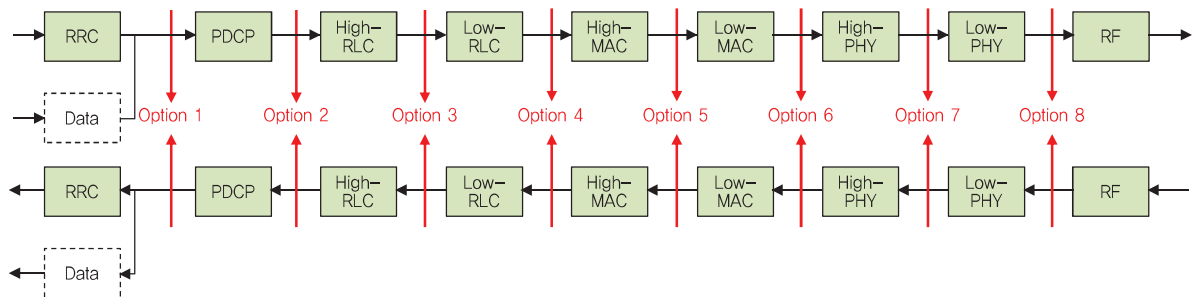 RRC
PDCP
High-
RLC
Low-
RLC
High-
MAC
Low-
MAC
High-
PHY
Low-
PHY
RF
Data
Option 1
Option 2
Option 3
Option 4
Option 5
Option 6
Option 7
Option 8
RRC
PDCP
High-
RLC
Low-
RLC
High-
MAC
Low-
MAC
High-
PHY
Low-
PHY
RF
Data